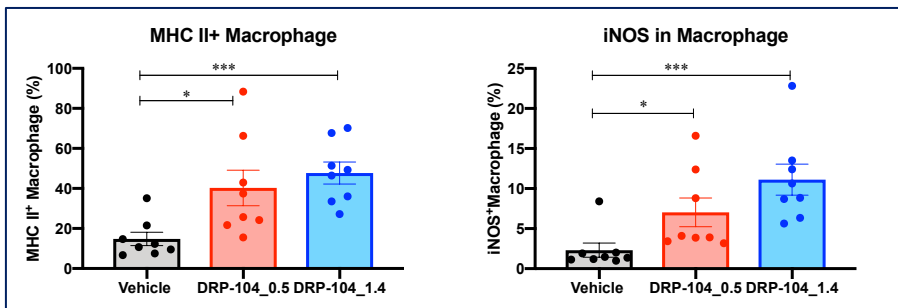 MHC II+ Macrophage
MHC II⁺ Macrophage (%)
100
80
60
40
20
0
***
*
Vehicle DRP-104_0.5 DRP-104_1.4
iNOS in Macrophage
iNOS⁺Macrophage (%)
25
20
15
10
5
0
***
*
Vehicle DRP-104_0.5 DRP-104_1.4